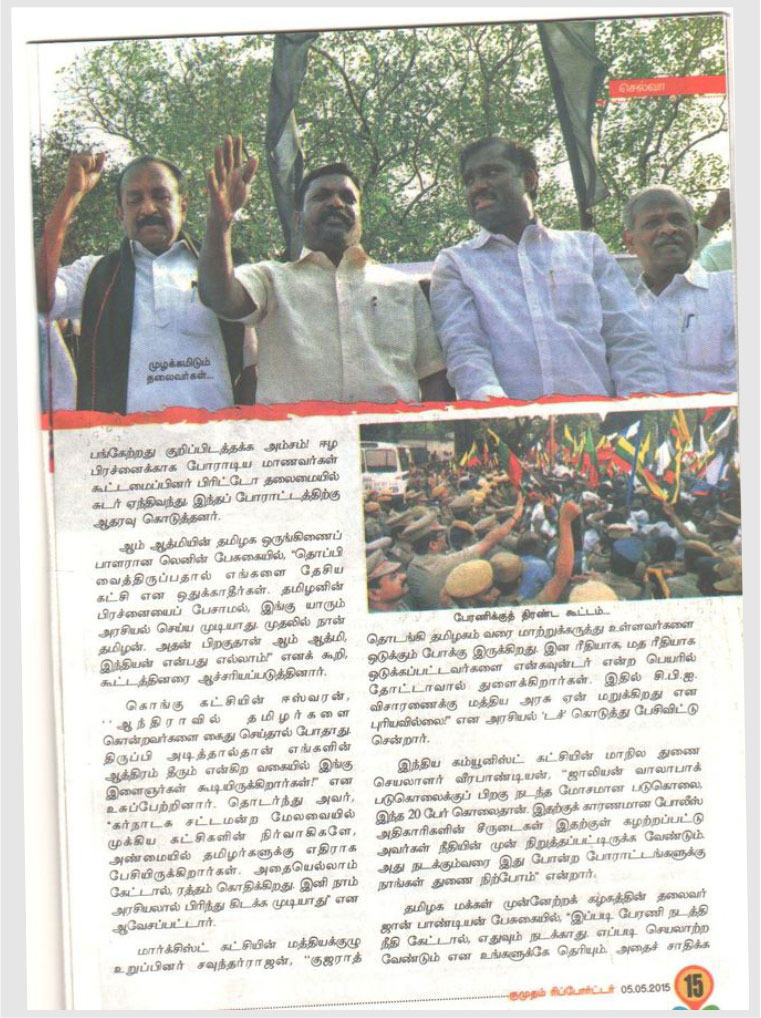 செல்வா
முழக்கமிடும்
தலைவர்கள்...
பங்கேற்றது குறிப்பிடத்தக்க அம்சம்! ஈழ
பிரச்னைக்காக போராடிய மாணவர்கள்
கூட்டமைப்பினர் பிரிட்டோ தலைமையில்
சுடர் ஏந்திவந்து, இந்தப் போராட்டத்திற்கு
ஆதரவு கொடுத்தனர்.
ஆம் ஆத்மியின் தமிழக ஒருங்கிணைப்
பாளரான லெனின் பேசுகையில், “தொப்பி
வைத்திருப்பதால் எங்களை தேசிய
கட்சி என ஒதுக்காதீர்கள். தமிழனின்
பிரச்னையைப் பேசாமல், இங்கு யாரும்
அரசியல் செய்ய முடியாது. முதலில் நான்
தமிழன். அதன் பிறகுதான் ஆம் ஆத்மி,
இந்தியன் என்பது எல்லாம்!” எனக் கூறி,
கூட்டத்தினரை ஆச்சரியப்படுத்தினார்.
கொங்கு கட்சியின் ஈஸ்வரன்,
“ஆந்திராவில் தமிழர்களை
கொன்றவர்களை கைது செய்தால் போதாது.
திருப்பி அடித்தால்தான் எங்களின்
ஆத்திரம் தீரும் என்கிற வகையில் இங்கு
இளைஞர்கள் கூடியிருக்கிறார்கள்!” என
உசுப்பேற்றினார். தொடர்ந்து அவர்,
“கர்நாடக சட்டமன்ற மேலவையில்
முக்கிய கட்சிகளின் நிர்வாகிகளே,
அண்மையில் தமிழர்களுக்கு எதிராக
பேசியிருக்கிறார்கள். அதையெல்லாம்
கேட்டால், ரத்தம் கொதிக்கிறது. இனி நாம்
அரசியலால் பிரிந்து கிடக்க முடியாது” என
ஆவேசப்பட்டார்.
மார்க்சிஸ்ட் கட்சியின் மத்தியக்குழு
உறுப்பினர் சவுந்தர்ராஜன், “குஜராத்
பேரணிக்குத் திரண்ட கூட்டம்...
தொடங்கி தமிழகம் வரை மாற்றுக்கருத்து உள்ளவர்களை
ஒடுக்கும் போக்கு இருக்கிறது. இன ரீதியாக, மத ரீதியாக
ஒடுக்கப்பட்டவர்களை என்கவுன்டர் என்ற பெயரில்
தோட்டாவால் துளைக்கிறார்கள். இதில் சி.பி.ஐ.
விசாரணைக்கு மத்திய அரசு ஏன் மறுக்கிறது என
புரியவில்லை!” என அரசியல் ‘டச்’ கொடுத்து பேசிவிட்டு
சென்றார்.
இந்திய கம்யூனிஸ்ட் கட்சியின் மாநில துணை
செயலாளர் வீரபாண்டியன், “ஜாலியன் வாலாபாக்
படுகொலைக்குப் பிறகு நடந்த மோசமான படுகொலை,
இந்த 20 பேர் கொலைதான். இதற்குக் காரணமான போலீஸ்
அதிகாரிகளின் சீருடைகள் இதற்குள் கழற்றப்பட்டு
அவர்கள் நீதியின் முன் நிறுத்தப்பட்டிருக்க வேண்டும்.
அது நடக்கும்வரை இது போன்ற போராட்டங்களுக்கு
நாங்கள் துணை நிற்போம்” என்றார்.
தமிழக மக்கள் முன்னேற்றக் கழகத்தின் தலைவர்
ஜான் பாண்டியன் பேசுகையில், “இப்படி பேரணி நடத்தி
நீதி கேட்டால், எதுவும் நடக்காது. எப்படி செயலாற்ற
வேண்டும் என உங்களுக்கே தெரியும். அதைச் சாதிக்க
குமுதம் ரிப்போர்ட்டர் 05.05.2015 15